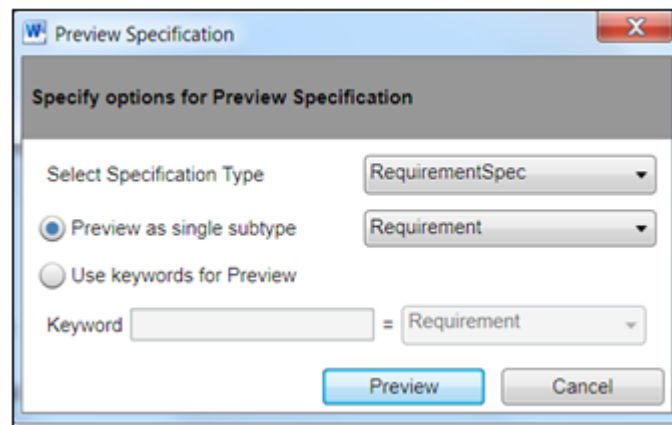 Preview Specification
Specify options for Preview Specification
Select Specification Type RequirementSpec
Preview as single subtype Requirement
Use keywords for Preview
Keyword = Requirement
Preview Cancel